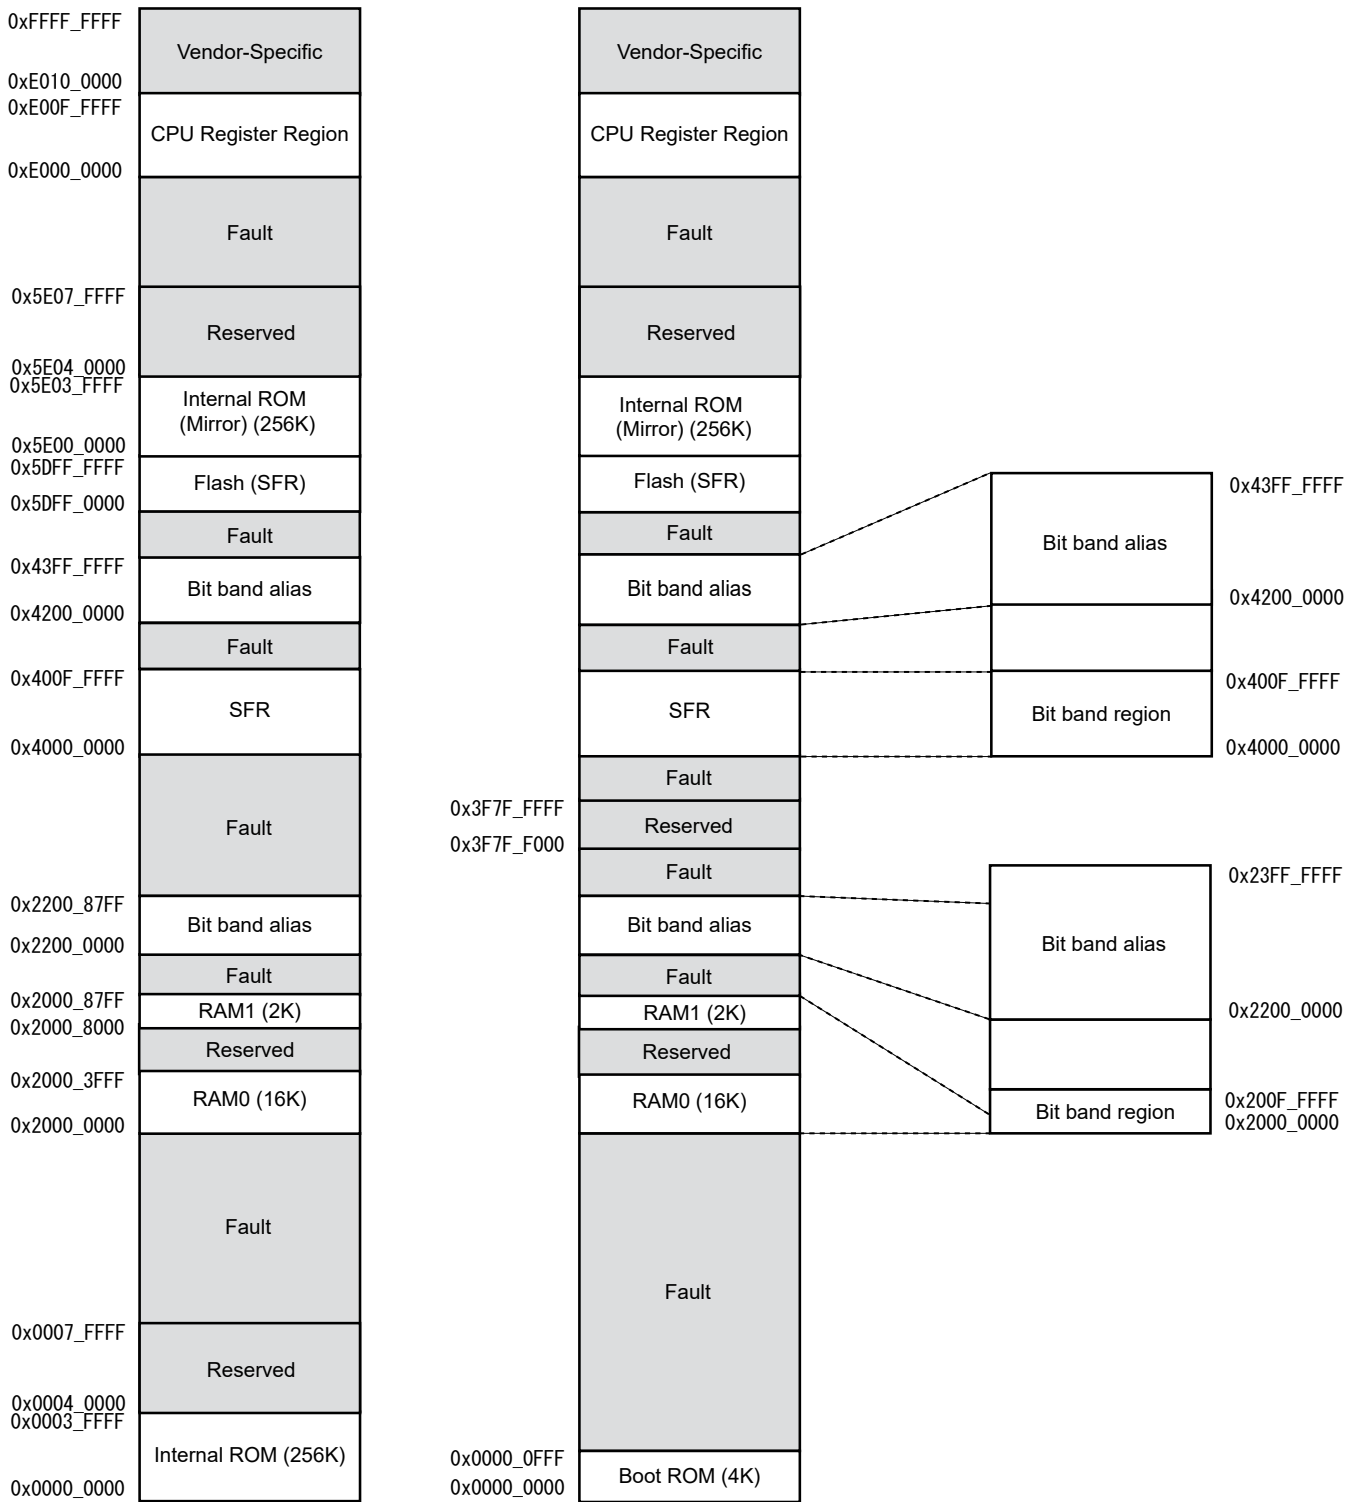 0xFFFF_FFFF
Vendor-Specific
0xE010_0000
0xE00F_FFFF
CPU Register Region
0xE000_0000
Fault
0x5E07_FFFF
Reserved
0x5E04_0000
0x5E03_FFFF
Internal ROM
(Mirror) (256K)
0x5E00_0000
0x5DFF_FFFF
Flash (SFR)
0x5DFF_0000
Fault
0x43FF_FFFF
Bit band alias
0x4200_0000
Fault
0x400F_FFFF
SFR
0x4000_0000
Fault
0x2200_87FF
Bit band alias
0x2200_0000
Fault
0x2000_87FF
RAM1 (2K)
0x2000_8000
Reserved
0x2000_3FFF
RAM0 (16K)
0x2000_0000
Fault
0x0007_FFFF
Reserved
0x0004_0000
0x0003_FFFF
Internal ROM (256K)
0x0000_0000
Vendor-Specific
CPU Register Region
Fault
Reserved
Internal ROM
(Mirror) (256K)
Flash (SFR)
Fault
Bit band alias
Fault
SFR
Fault
0x3F7F_FFFF
Reserved
0x3F7F_F000
Fault
Bit band alias
Fault
RAM1 (2K)
Reserved
RAM0 (16K)
Fault
0x0000_0FFF
Boot ROM (4K)
0x0000_0000
0x43FF_FFFF
Bit band alias
0x4200_0000
0x400F_FFFF
Bit band region
0x4000_0000
0x23FF_FFFF
Bit band alias
0x2200_0000
0x200F_FFFF
Bit band region
0x2000_0000